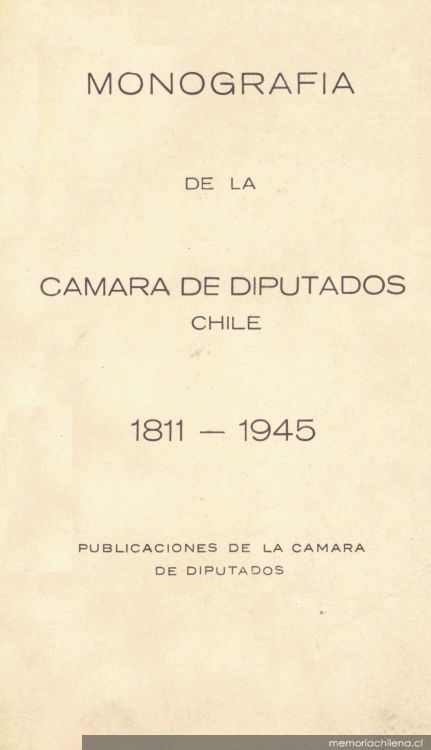 MONOGRAFIA
DE LA
CAMARA DE DIPUTADOS
CHILE
1811 — 1945
PUBLICACIONES DE LA CAMARA
DE DIPUTADOS
memoriachilena.cl